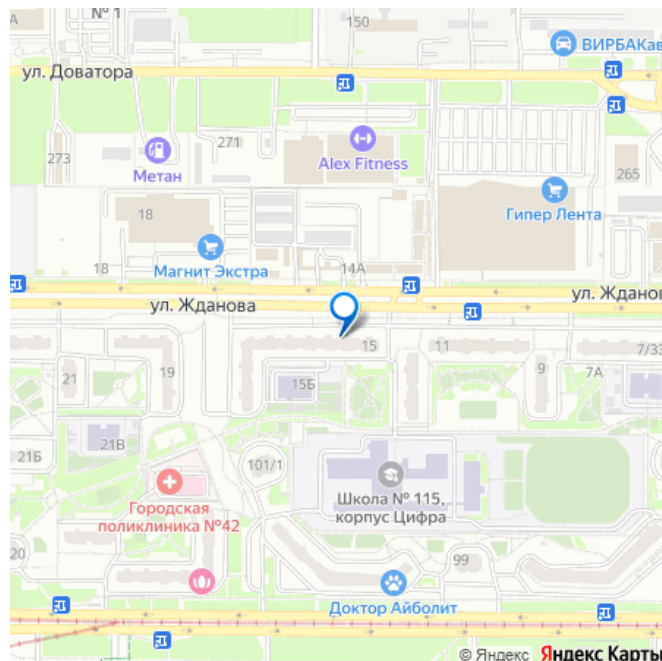 № 1
150
ВИРБАКав
ул. Доватора
273
271
Метан
Alex Fitness
265
18
Гипер Лента
Магнит Экстра
18
14А
ул. Жданова
ул. Жданов
15
11
7/33
19
21
15Б
9
7А
21В
21Б
101/1
Школа № 115,
корпус Цифра
Городская
поликлиника №42
20
99
Доктор Айболит
© Яндекс Яндекс Карты